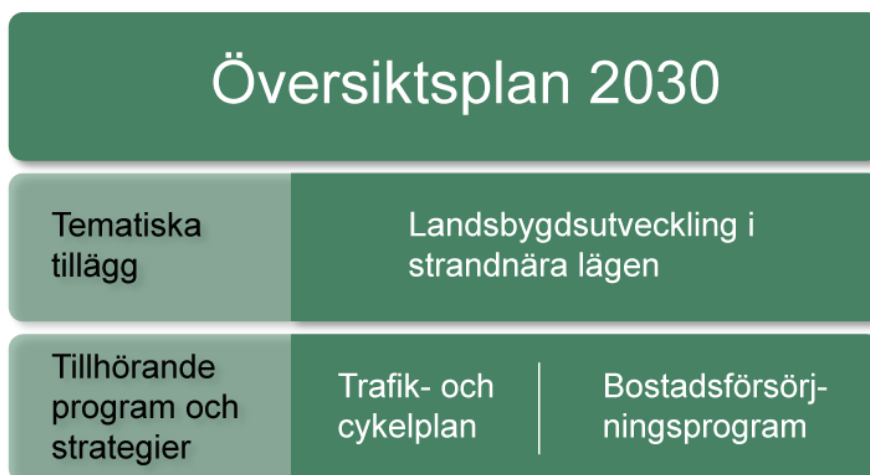 Översiktsplan 2030
Tematiska
tillägg
Landsbygdsutveckling i
strandnära lägen
Tillhörande
program och
strategier
Trafik- och
cykelplan
Bostadsförsörj-
ningsprogram